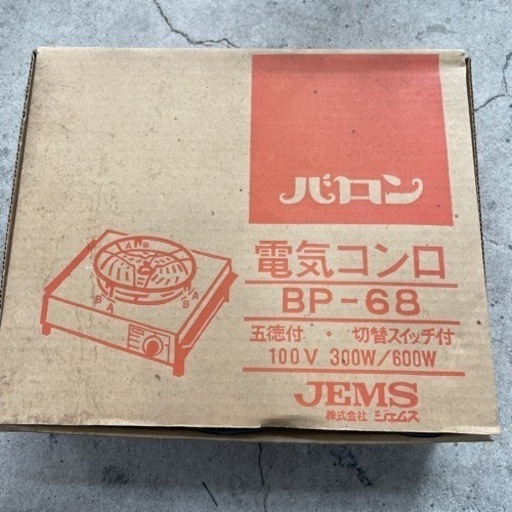 バロン
電気コンロ
BP-68
五徳付・切替スイッチ付
100V 300W/600W
JEMS
株式会社ジェムス
A B
B A
B A